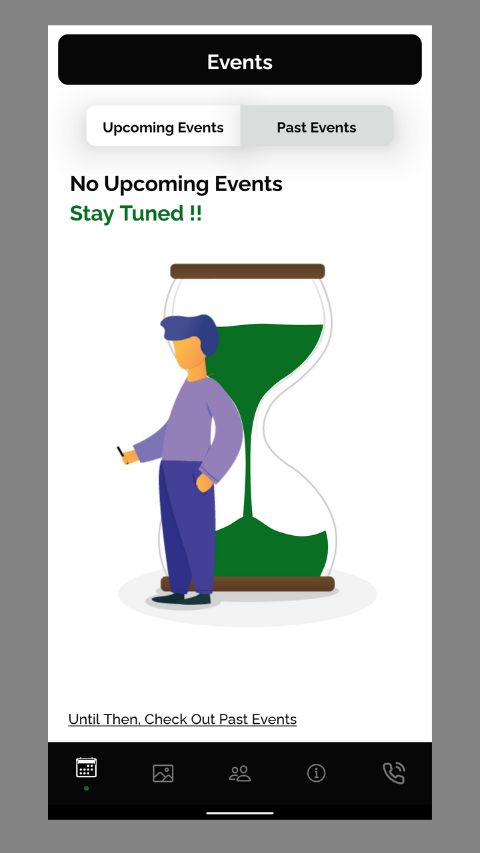 Events
Upcoming Events
Past Events
No Upcoming Events
Stay Tuned !!
Until Then, Check Out Past Events